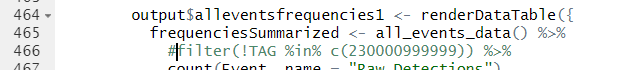 464 output$alleventsfrequencies1 <- renderDataTable({
465 frequenciesSummarized <- all_events_data() %>%
466 #filter(!TAG %in% c(230000999999)) %>%
467 count(Event, name = "Raw Detections")